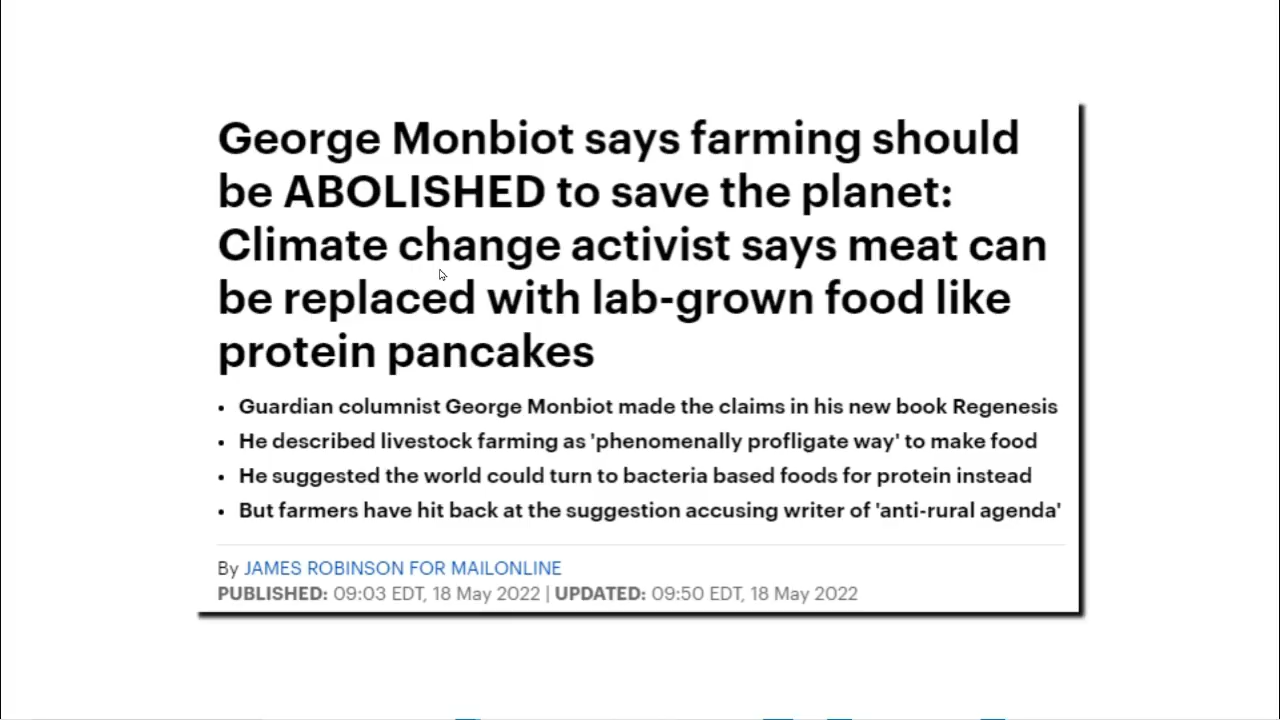 George Monbiot says farming should
be ABOLISHED to save the planet:
Climate change activist says meat can
be replaced with lab-grown food like
protein pancakes
• Guardian columnist George Monbiot made the claims in his new book Regenesis
• He described livestock farming as 'phenomenally profligate way' to make food
• He suggested the world could turn to bacteria based foods for protein instead
• But farmers have hit back at the suggestion accusing writer of 'anti-rural agenda'
By JAMES ROBINSON FOR MAILONLINE
PUBLISHED: 09:03 EDT, 18 May 2022 | UPDATED: 09:50 EDT, 18 May 2022